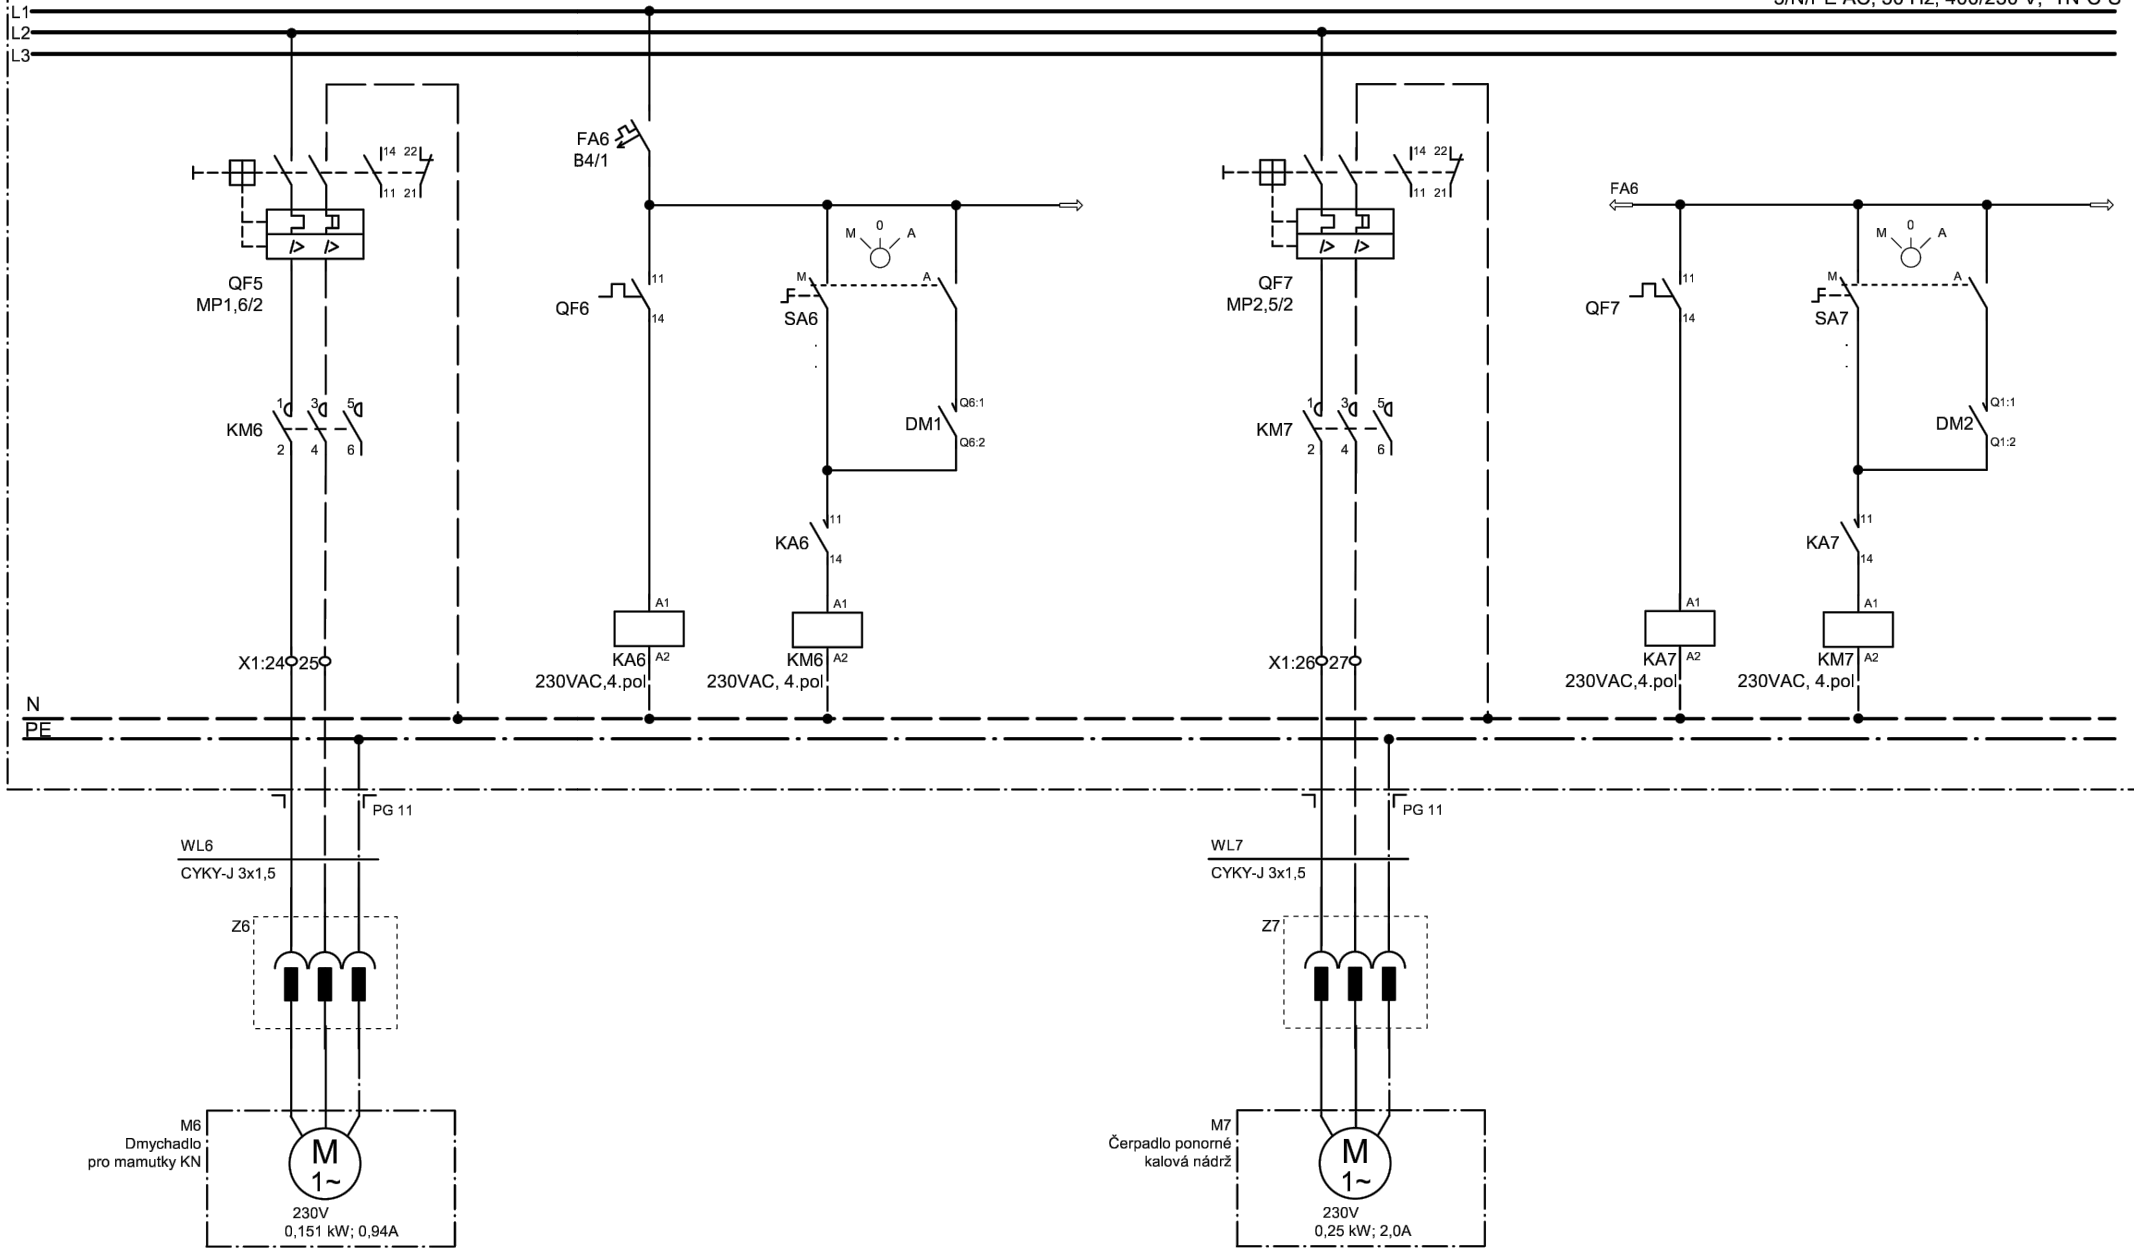 L1
L2
L3
FA6
B4/1
14 22
11 21
QF5
MP1,6/2
QF6
11
14
M 0 A
M
A
SA6
DM1
Q6:1
Q6:2
KM6
1 3 5
2 4 6
KA6
11
14
A1
KA6
A2
230VAC,4.pol
A1
KM6
A2
230VAC, 4.pol
X1:24 25
14 22
11 21
QF7
MP2,5/2
FA6
QF7
11
14
M 0 A
M
A
SA7
DM2
Q1:1
Q1:2
KM7
1 3 5
2 4 6
KA7
11
14
A1
KA7
A2
230VAC,4.pol
A1
KM7
A2
230VAC, 4.pol
X1:26 27
N
PE
PG 11
WL6
CYKY-J 3x1,5
Z6
M6
Dmychadlo
pro mamutky KN
M
1~
230V
0,151 kW; 0,94A
PG 11
WL7
CYKY-J 3x1,5
Z7
M7
Čerpadlo ponorné
kalová nádrž
M
1~
230V
0,25 kW; 2,0A